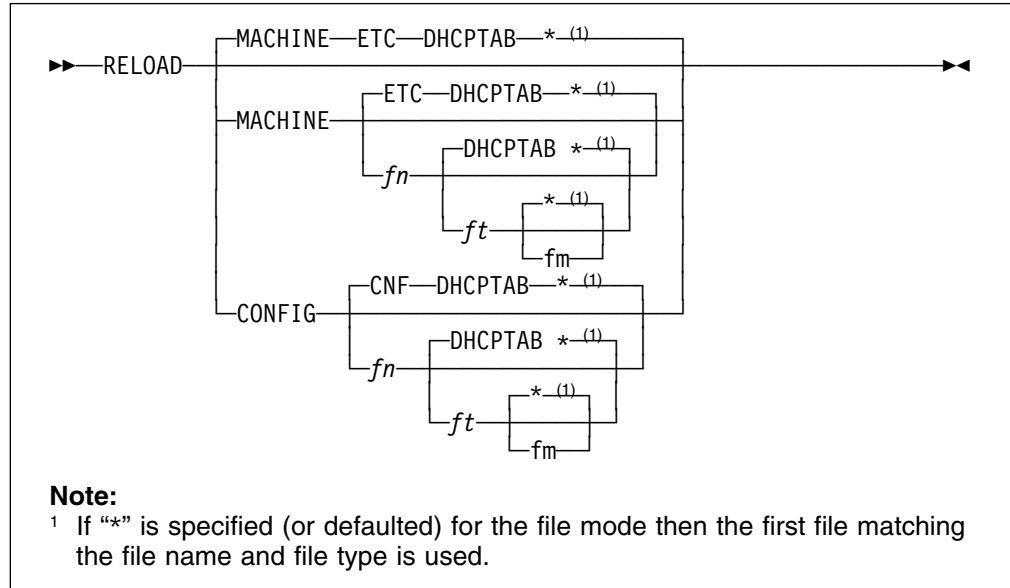 MACHINE ETC DHCPTAB * (1)
RELOAD
ETC DHCPTAB * (1)
MACHINE
DHCPTAB * (1)
fn
* (1)
ft
fm
CNF DHCPTAB * (1)
CONFIG
DHCPTAB * (1)
fn
* (1)
ft
fm
Note:
1 If “*” is specified (or defaulted) for the file mode then the first file matching
the file name and file type is used.